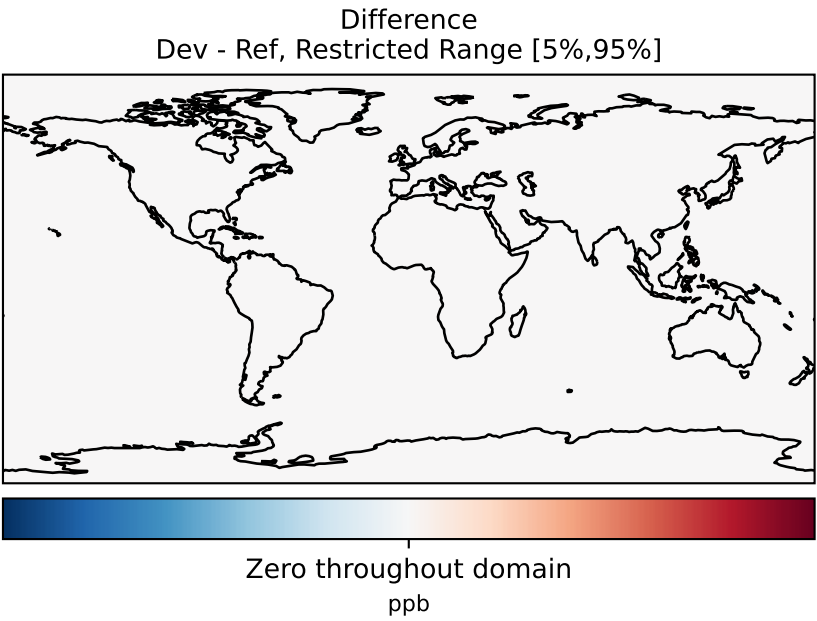 Difference
Dev - Ref, Restricted Range [5%,95%]
Zero throughout domain
ppb